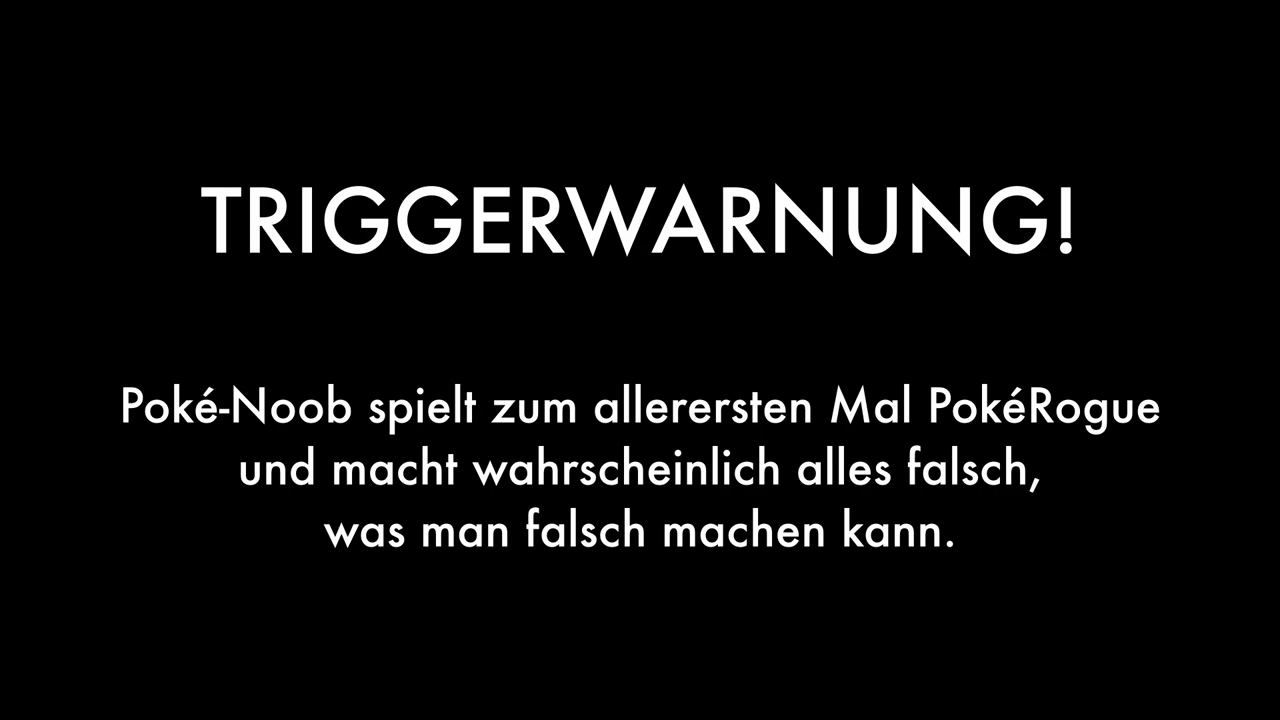 TRIGGERWARNUNG!
Poké-Noob spielt zum allerersten Mal PokéRogue
und macht wahrscheinlich alles falsch,
was man falsch machen kann.